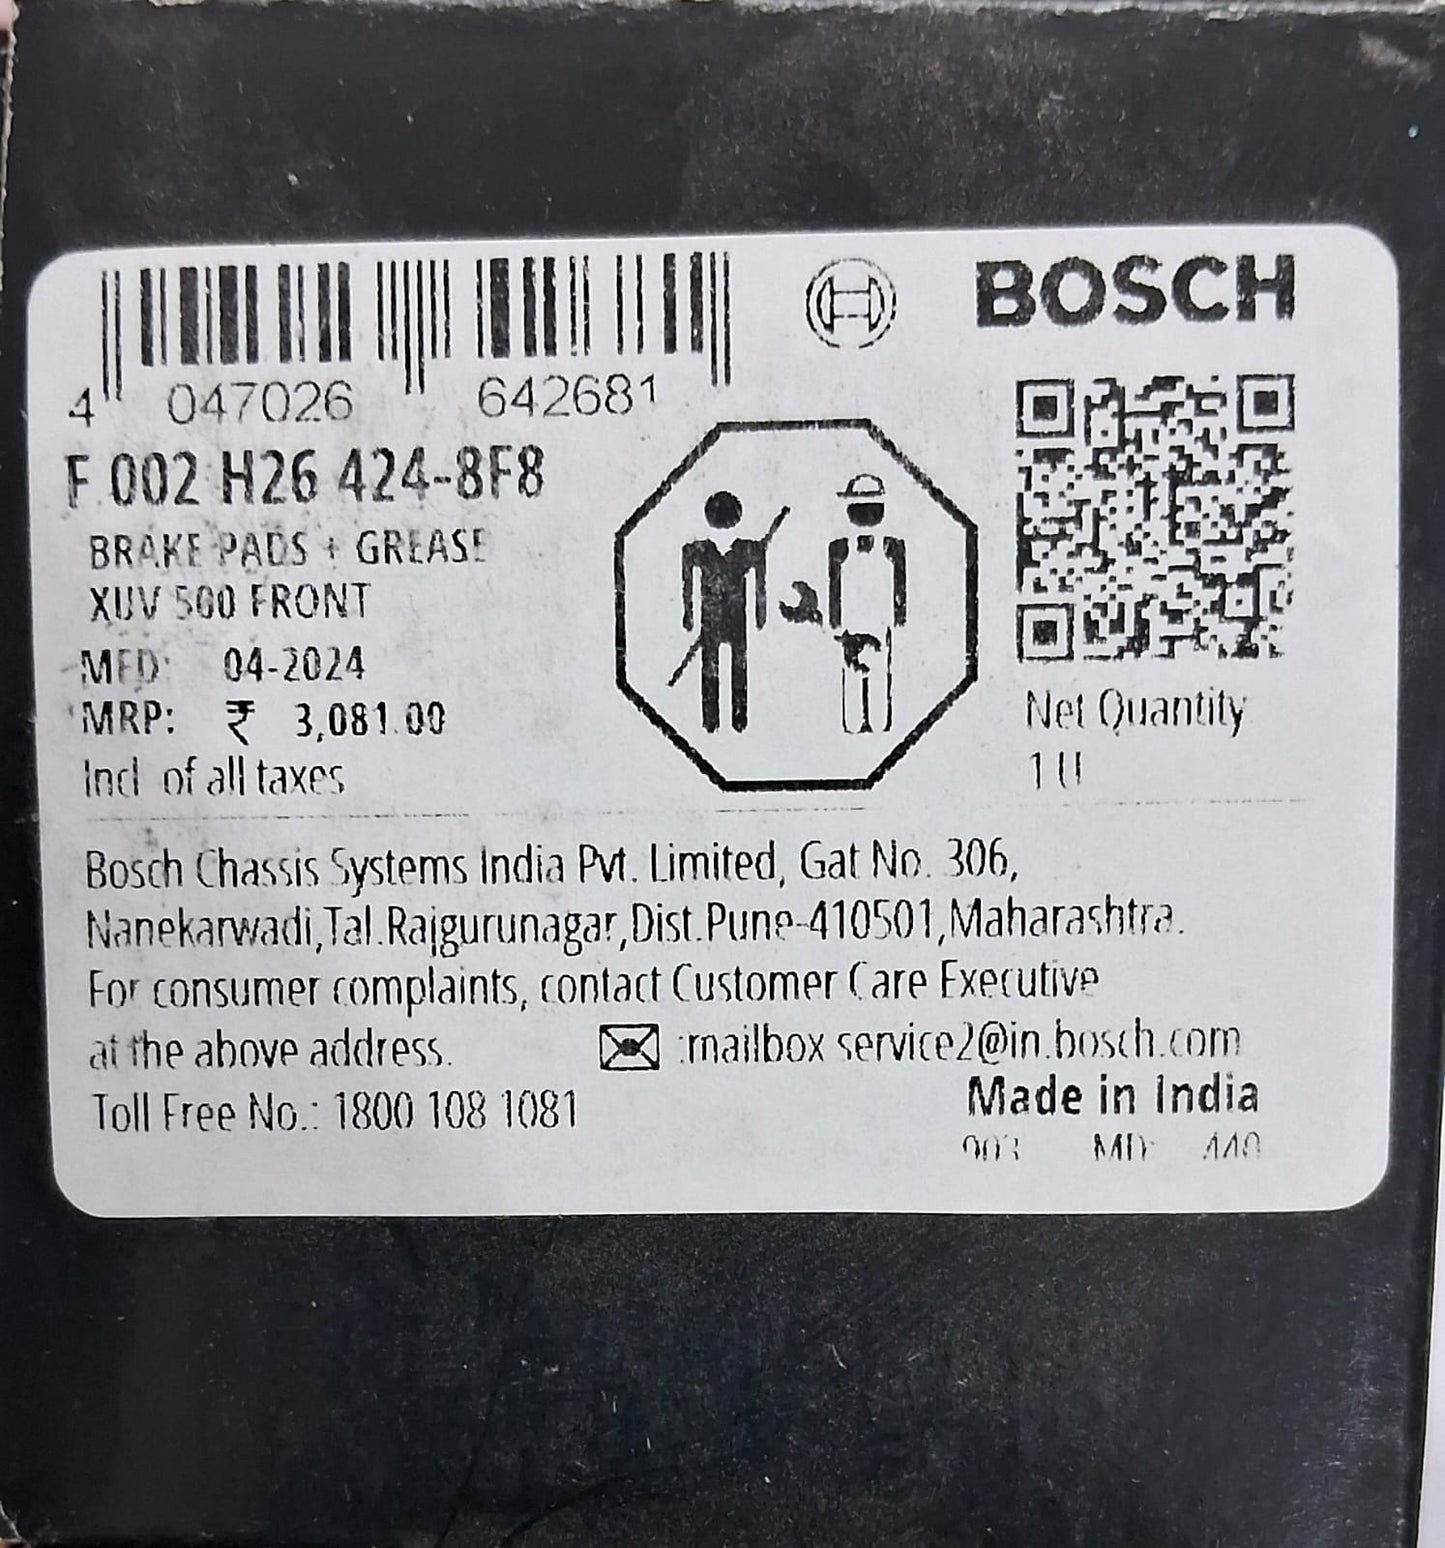 BOSCH
4 047026 642681
F 002 H26 424-8F8
BRAKE PADS + GREASE
XUV 500 FRONT
MFD: 04-2024
MRP: ₹ 3,081.00
Incl of all taxes
Net Quantity
1 U
Bosch Chassis Systems India Pvt. Limited, Gat No. 306,
Nanekarwadi,Tal.Rajgurunagar,Dist.Pune-410501,Maharashtra.
For consumer complaints, contact Customer Care Executive
at the above address. :mailbox service2@in.bosch.com
Toll Free No.: 1800 108 1081
Made in India